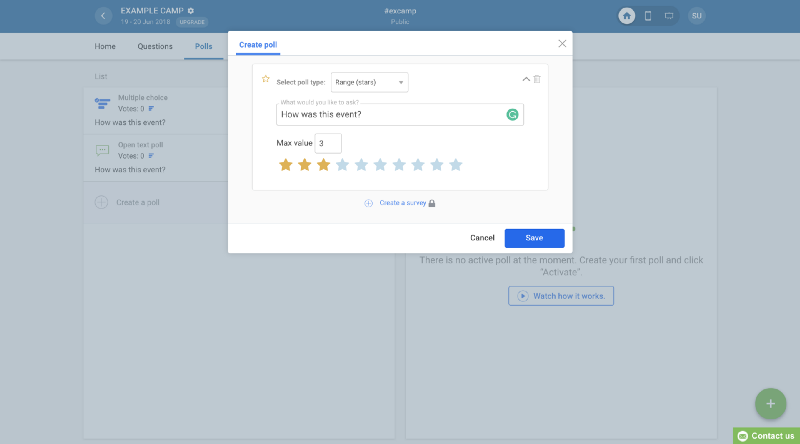 EXAMPLE CAMP
19 - 20 Jun 2018 UPGRADE
#excamp
Public
SU
Home Questions Polls
List
Multiple choice
Votes: 0
How was this event?
Open text poll
Votes: 0
How was this event?
Create a poll
Create poll
Select poll type: Range (stars)
What would you like to ask?
How was this event?
Max value 3
Create a survey
Cancel Save
There is no active poll at the moment. Create your first poll and click
"Activate"
Watch how it works.
Contact us